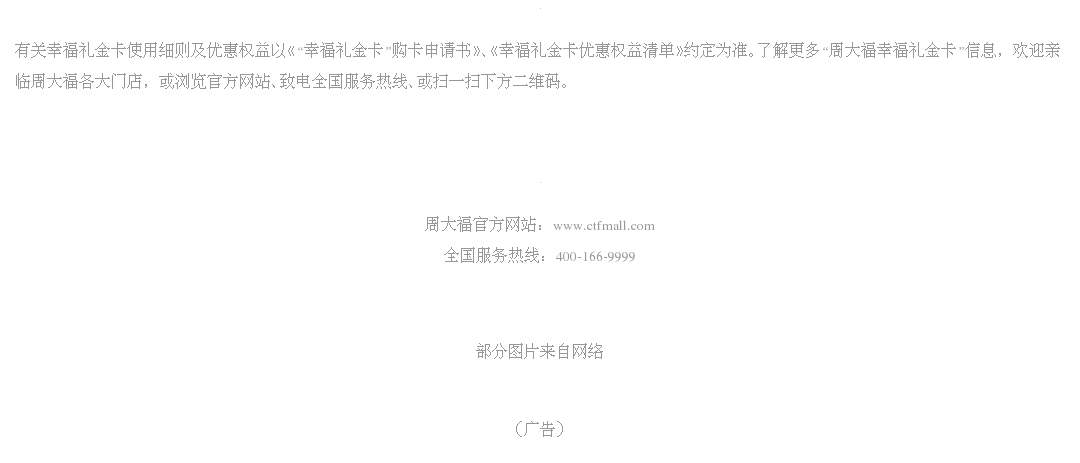 有关幸福礼金卡使用细则及优惠权益以《“幸福礼金卡”购卡申请书》、《幸福礼金卡优惠权益清单》约定为准。了解更多“周大福幸福礼金卡”信息，欢迎亲
临周大福各大门店，或浏览官方网站、致电全国服务热线、或扫一扫下方二维码。
周大福官方网站：www.ctfmall.com
全国服务热线：400-166-9999
部分图片来自网络
（广告）